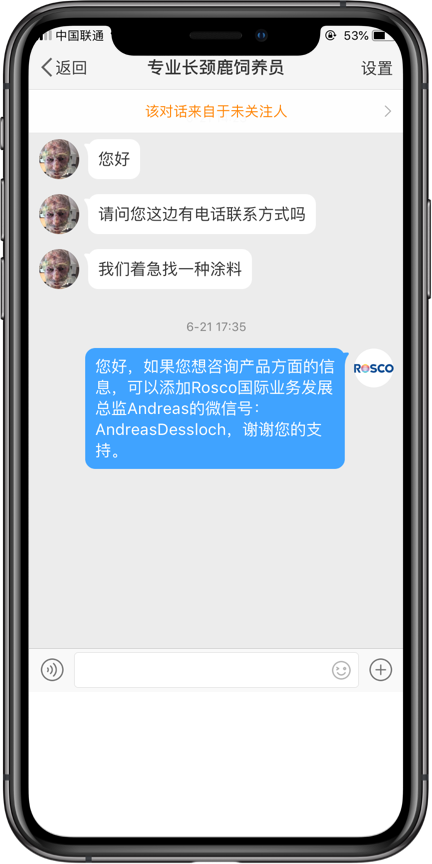 中国联通
53%
返回
专业长颈鹿饲养员
设置
该对话来自于未关注人
您好
请问您这边有电话联系方式吗
我们着急找一种涂料
6-21 17:35
您好，如果您想咨询产品方面的信
息，可以添加Rosco国际业务发展
总监Andreas的微信号：
AndreasDessloch，谢谢您的支
持。
ROSCO